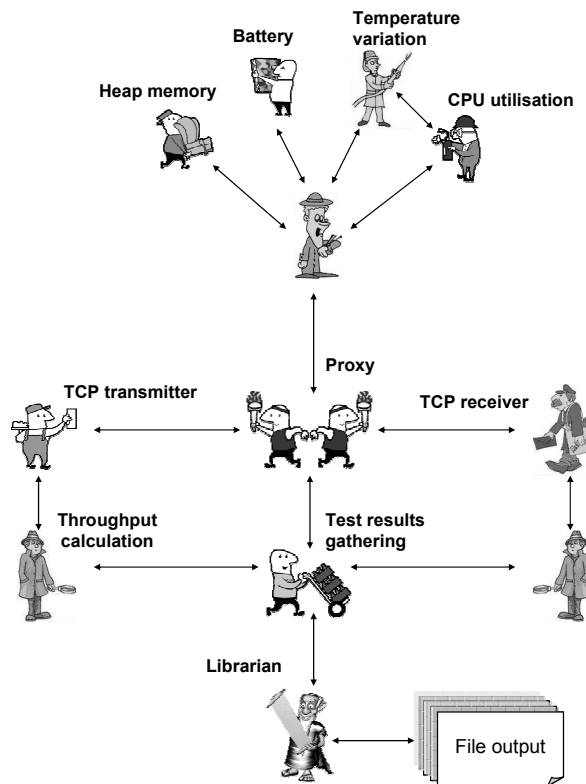 Temperature
variation
Battery
Heap memory
CPU utilisation
Proxy
TCP transmitter
TCP receiver
Throughput
calculation
Test results
gathering
Librarian
File output